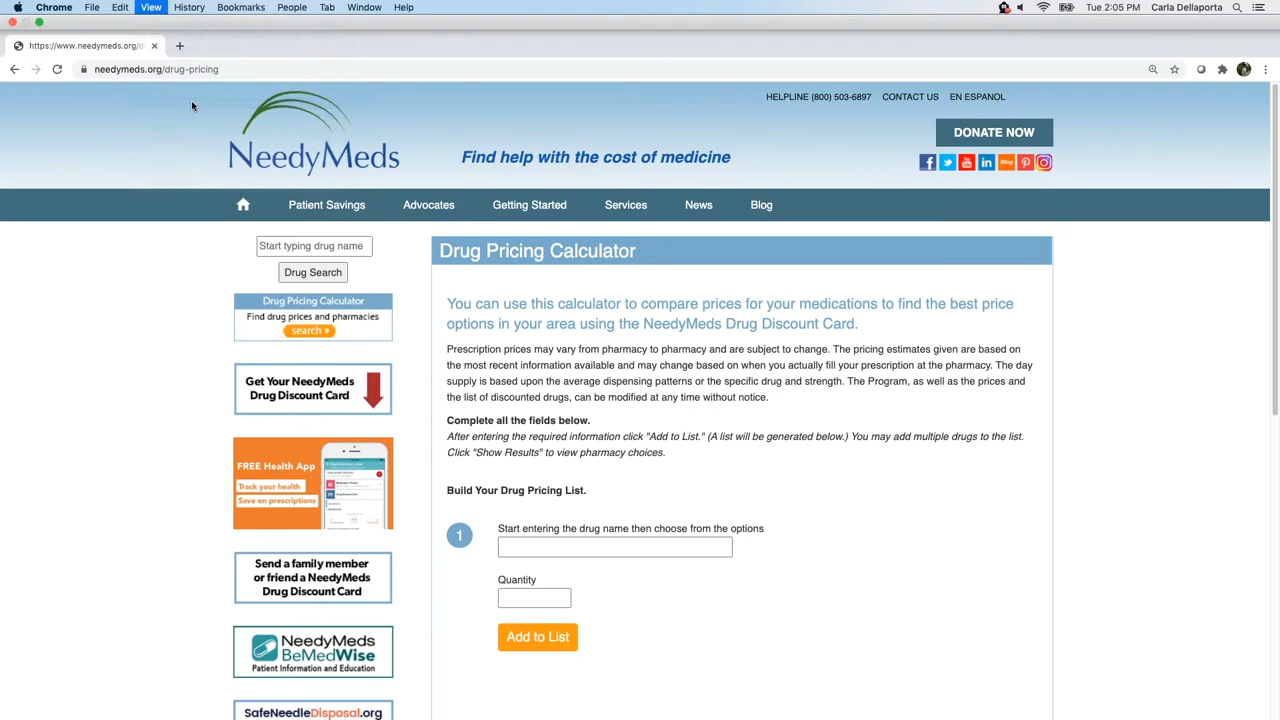 Chrome File Edit View History Bookmarks People Tab Window Help
Tue 2:05 PM Carla Dellaporta
https://www.needymeds.org/d
needymeds.org/drug-pricing
HELPLINE (800) 503-6897 CONTACT US EN ESPANOL
DONATE NOW
NeedyMeds
Find help with the cost of medicine
Blog
Patient Savings Advocates Getting Started Services News Blog
Start typing drug name
Drug Search
Drug Pricing Calculator
Find drug prices and pharmacies
search »
Get Your NeedyMeds
Drug Discount Card
FREE Health App
Track your health
Save on prescriptions
Send a family member
or friend a NeedyMeds
Drug Discount Card
NeedyMeds
BeMedWise
Patient Information and Education
SafeNeedleDisposal.org
Drug Pricing Calculator
You can use this calculator to compare prices for your medications to find the best price
options in your area using the NeedyMeds Drug Discount Card.
Prescription prices may vary from pharmacy to pharmacy and are subject to change. The pricing estimates given are based on
the most recent information available and may change based on when you actually fill your prescription at the pharmacy. The day
supply is based upon the average dispensing patterns or the specific drug and strength. The Program, as well as the prices and
the list of discounted drugs, can be modified at any time without notice.
Complete all the fields below.
After entering the required information click "Add to List." (A list will be generated below.) You may add multiple drugs to the list.
Click "Show Results" to view pharmacy choices.
Build Your Drug Pricing List.
1
Start entering the drug name then choose from the options
Quantity
Add to List